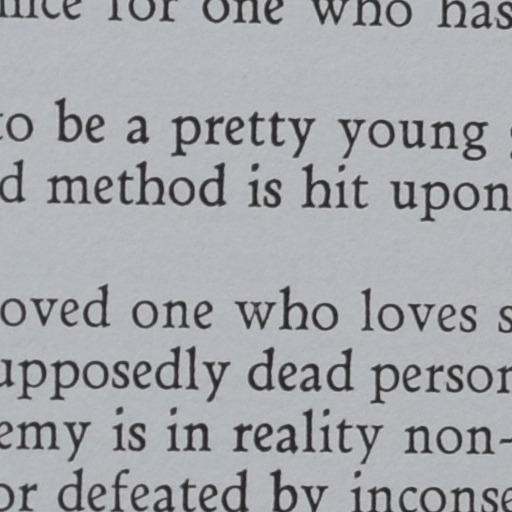 for one who has
to be a pretty young
d method is hit upon
oved one who loves s
upposedly dead person
emy is in reality non-
or defeated by inconse